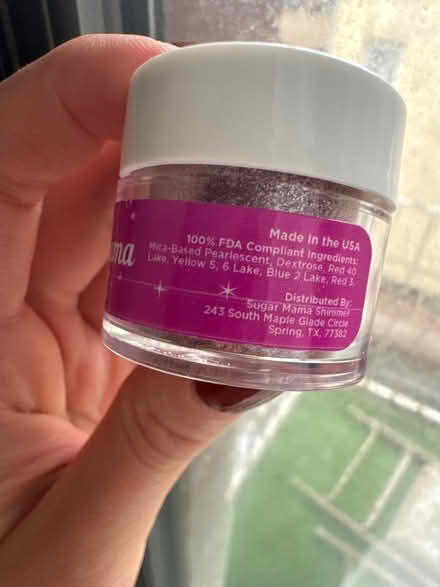 Made in the USA
100% FDA Compliant Ingredients:
Mica-Based Pearlescent, Dextrose, Red 40
Lake, Yellow 5, 6 Lake, Blue 2 Lake, Red 3.
Distributed By:
Sugar Mama Shimmer
243 South Maple Glade Circle
Spring, TX, 77382